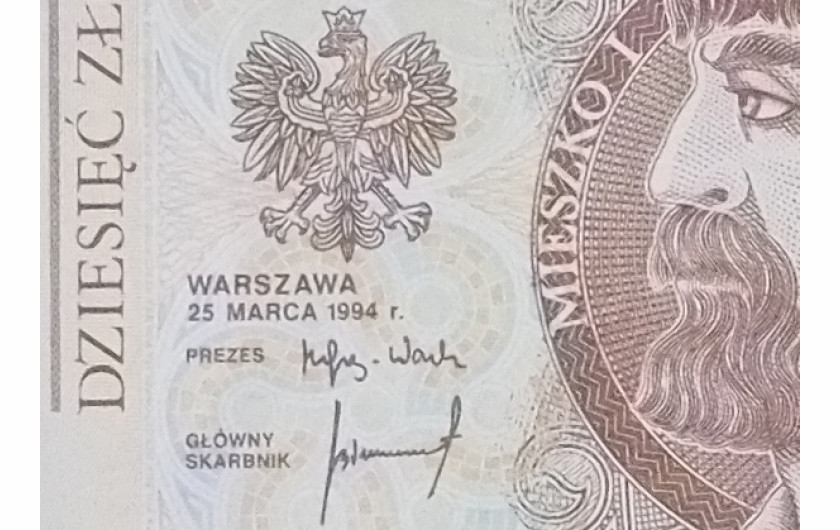 DZIESIĘĆ ZŁ
MIESZKO I
WARSZAWA
25 MARCA 1994 r.
PREZES
GŁÓWNY
SKARBNIK